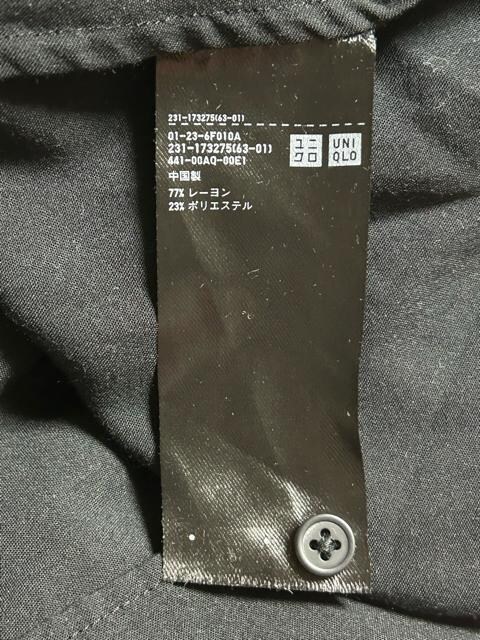 231-173275(63-01)
01-23-6F010A
231-173275(63-01)
441-00AQ-00E1
中国製
77% レーヨン
23% ポリエステル
ユニ
クロ
UNI
QLO